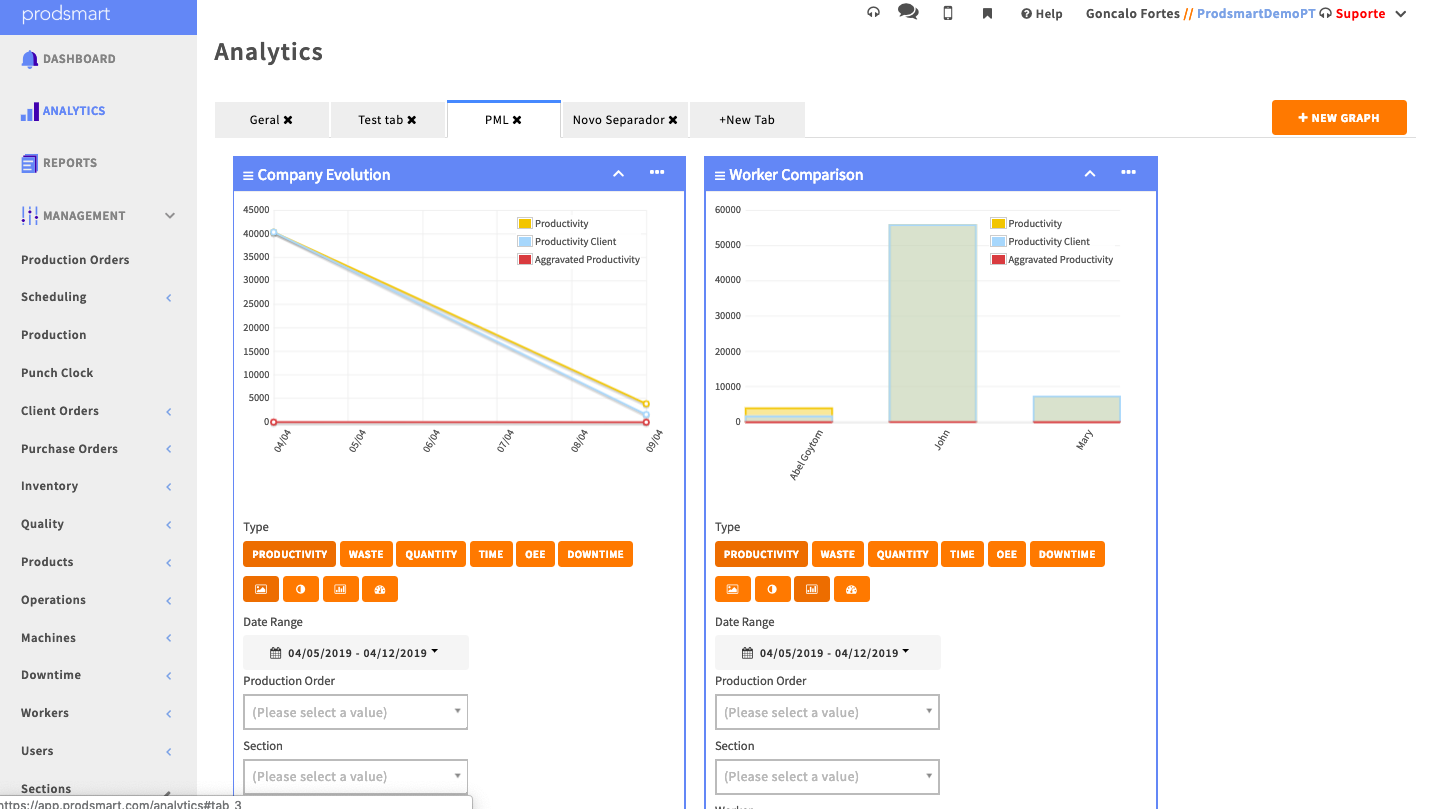 prodsmart
Help
Goncalo Fortes // ProdsmartDemoPT Suporte
DASHBOARD
ANALYTICS
REPORTS
MANAGEMENT
Production Orders
Scheduling
Production
Punch Clock
Client Orders
Purchase Orders
Inventory
Quality
Products
Operations
Machines
Downtime
Workers
Users
Sections
https://app.prodsmart.com/analytics#tab_3
Analytics
Geral ✖ Test tab ✖ PML ✖ Novo Separador ✖ +New Tab
+ NEW GRAPH
Company Evolution
45000
40000
35000
30000
25000
20000
15000
10000
5000
0
Productivity
Productivity Client
Aggravated Productivity
04/04 05/04 06/04 07/04 08/04 09/04
Type
PRODUCTIVITY WASTE QUANTITY TIME OEE DOWNTIME
Date Range
04/05/2019 - 04/12/2019
Production Order
(Please select a value)
Section
(Please select a value)
Worker Comparison
60000
50000
40000
30000
20000
10000
0
Productivity
Productivity Client
Aggravated Productivity
Abel Goytom John Mary
Type
PRODUCTIVITY WASTE QUANTITY TIME OEE DOWNTIME
Date Range
04/05/2019 - 04/12/2019
Production Order
(Please select a value)
Section
(Please select a value)